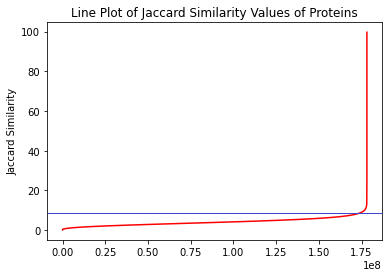 Line Plot of Jaccard Similarity Values of Proteins
Jaccard Similarity
100
80
60
40
20
0
0.00 0.25 0.50 0.75 1.00 1.25 1.50 1.75
1e8